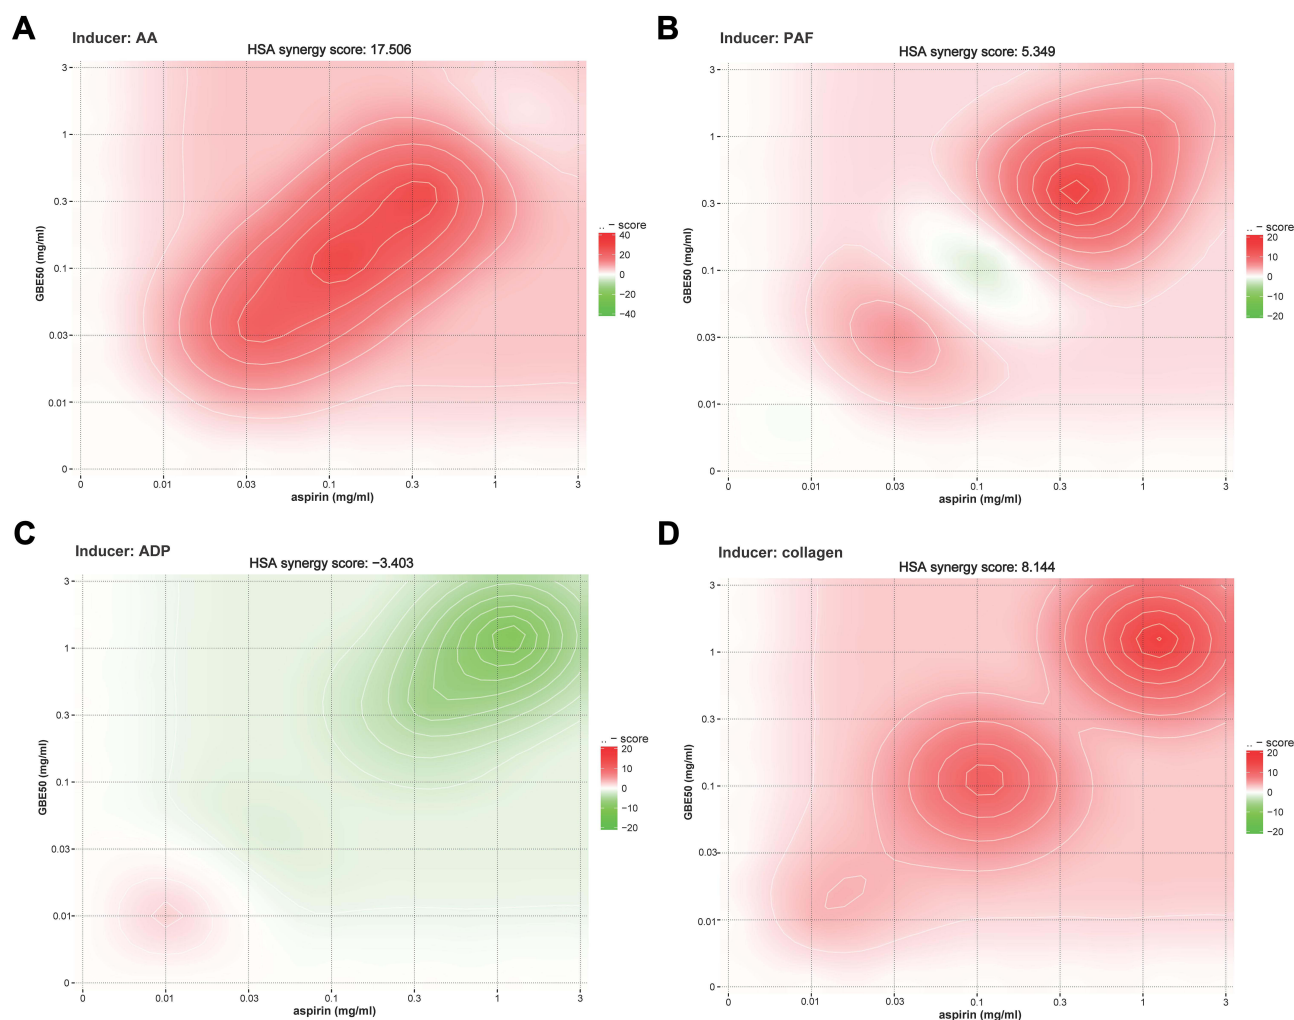 A
Inducer: AA
HSA synergy score: 17.506
3
1
0.3
0.1
0.03
0.01
0
GBE50 (mg/ml)
0 0.01 0.03 0.1 0.3 1 3
aspirin (mg/ml)
.. – score
40
20
0
−20
−40
B
Inducer: PAF
HSA synergy score: 5.349
3
1
0.3
0.1
0.03
0.01
0
GBE50 (mg/ml)
0 0.01 0.03 0.1 0.3 1 3
aspirin (mg/ml)
.. – score
20
10
0
−10
−20
C
Inducer: ADP
HSA synergy score: −3.403
3
1
0.3
0.1
0.03
0.01
0
GBE50 (mg/ml)
0 0.01 0.03 0.1 0.3 1 3
aspirin (mg/ml)
.. – score
20
10
0
−10
−20
D
Inducer: collagen
HSA synergy score: 8.144
3
1
0.3
0.1
0.03
0.01
0
GBE50 (mg/ml)
0 0.01 0.03 0.1 0.3 1 3
aspirin (mg/ml)
.. – score
20
10
0
−10
−20